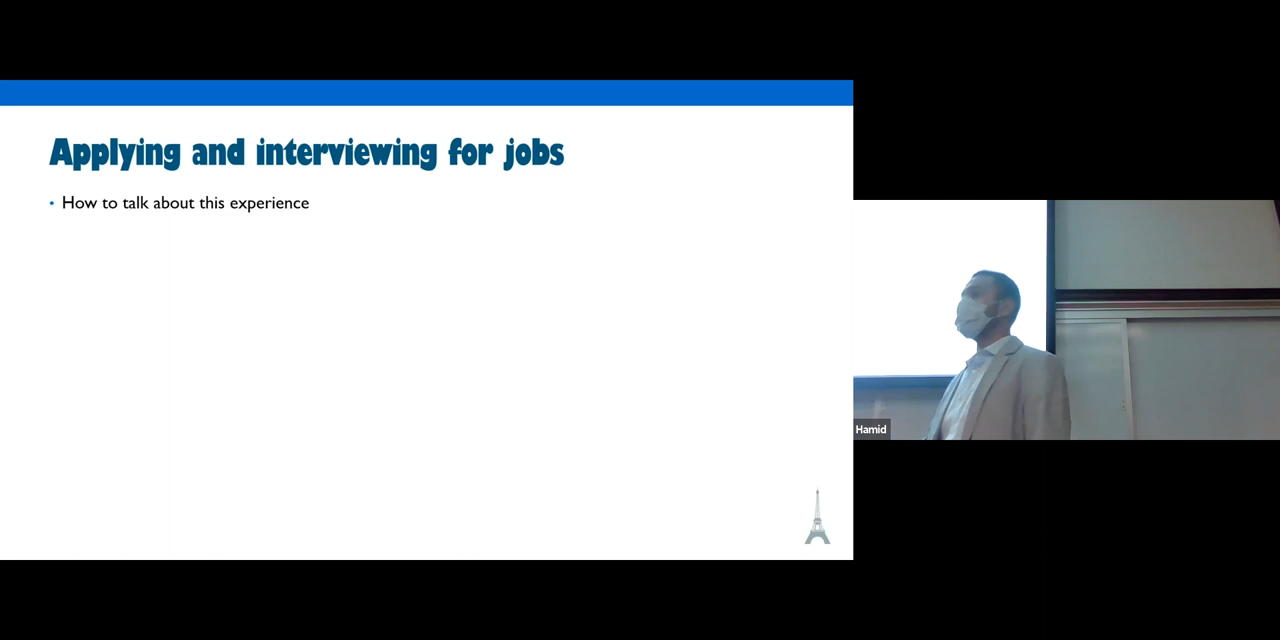 Applying and interviewing for jobs
• How to talk about this experience
Hamid